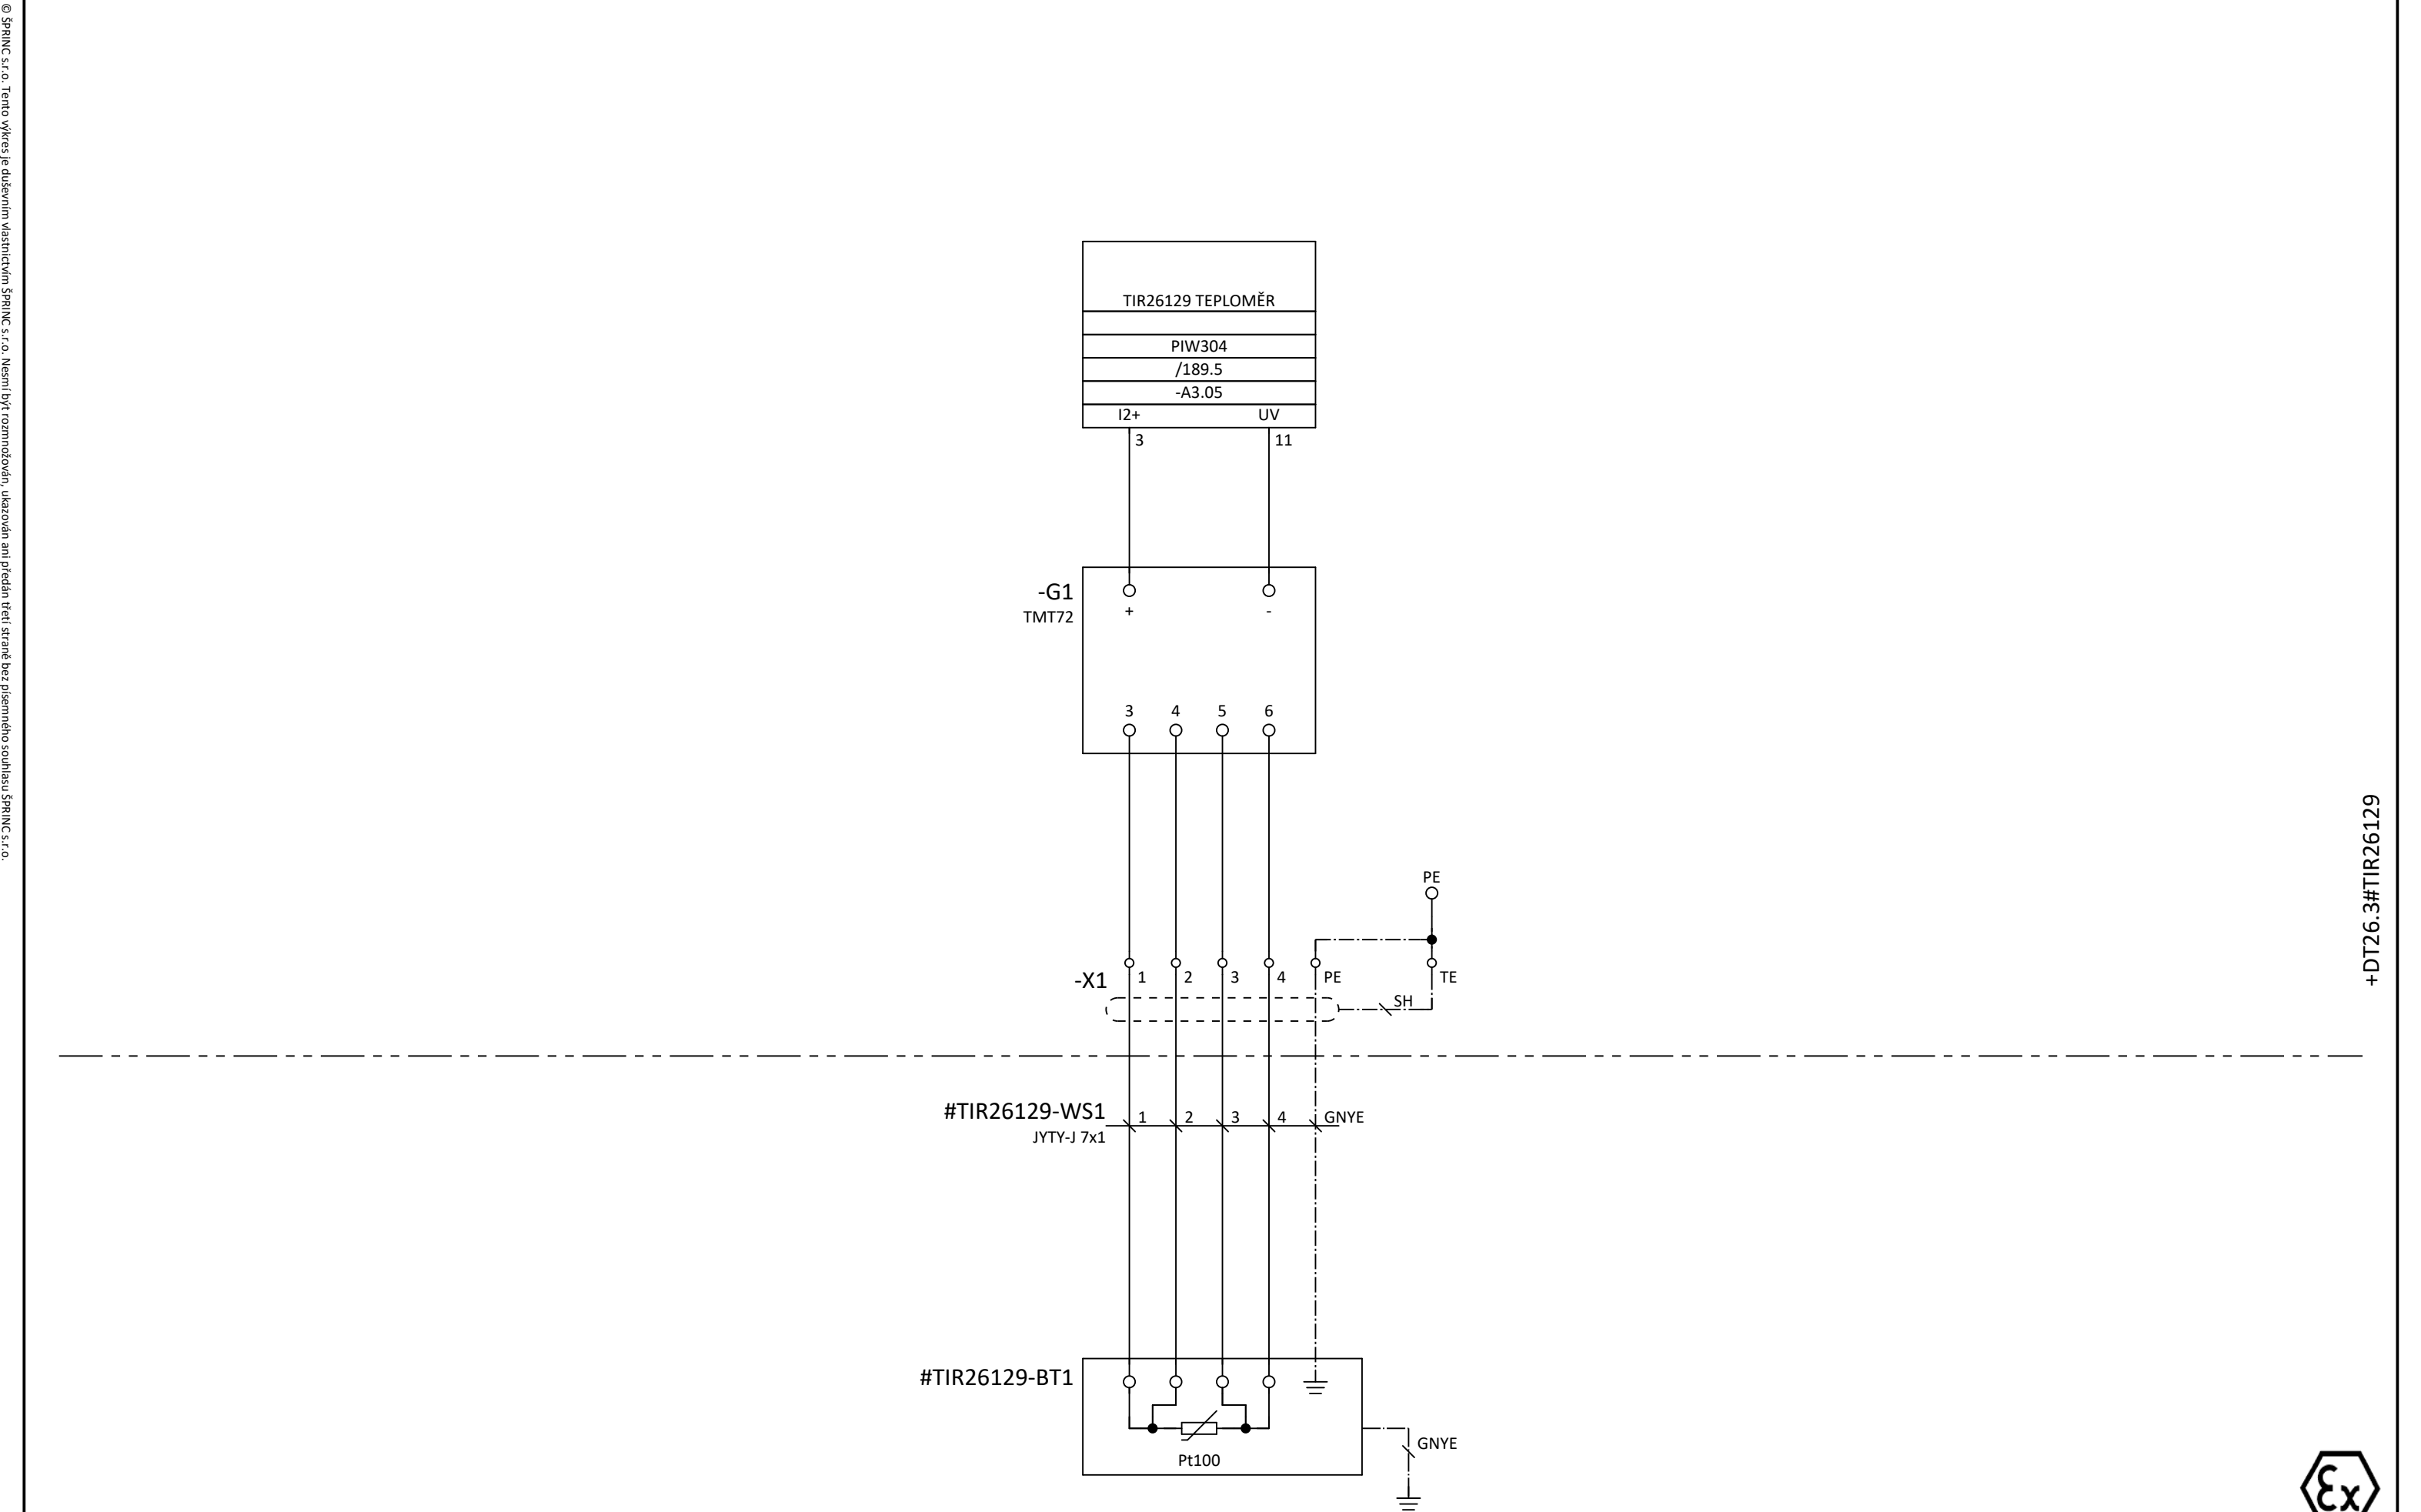 © ŠPRINC s.r.o. Tento výkres je duševním vlastnictvím ŠPRINC s.r.o. Nesmí být rozmnožován, ukazován ani předán třetí straně bez písemného souhlasu ŠPRINC s.r.o.
TIR26129 TEPLOMĚR
PIW304
/189.5
-A3.05
I2+ UV
3 11
-G1
TMT72
+ -
3 4 5 6
PE
-X1 1 2 3 4 PE TE
SH
+DT26.3#TIR26129
#TIR26129-WS1 1 2 3 4 GNYE
JYTY-J 7x1
#TIR26129-BT1
Pt100
GNYE
Ex